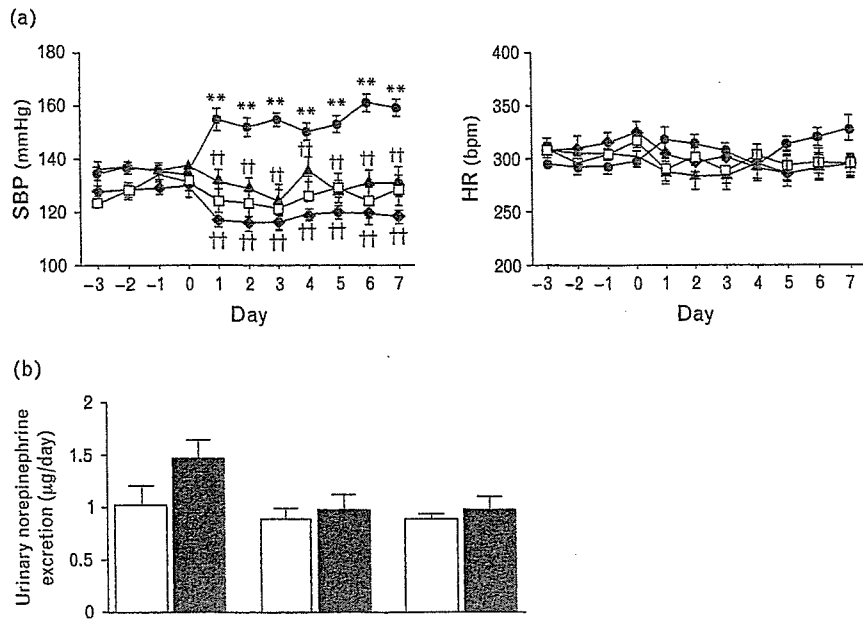 (a)
180
160
140
120
100
SBP (mmHg)
** ** ** ** ** ** **
†† †† †† †† †† †† ††
†† †† †† †† †† †† ††
−3 −2 −1 0 1 2 3 4 5 6 7
Day
400
350
300
250
200
HR (bpm)
−3 −2 −1 0 1 2 3 4 5 6 7
Day
(b)
2
1.5
1
0.5
0
Urinary norepinephrine
excretion (μg/day)